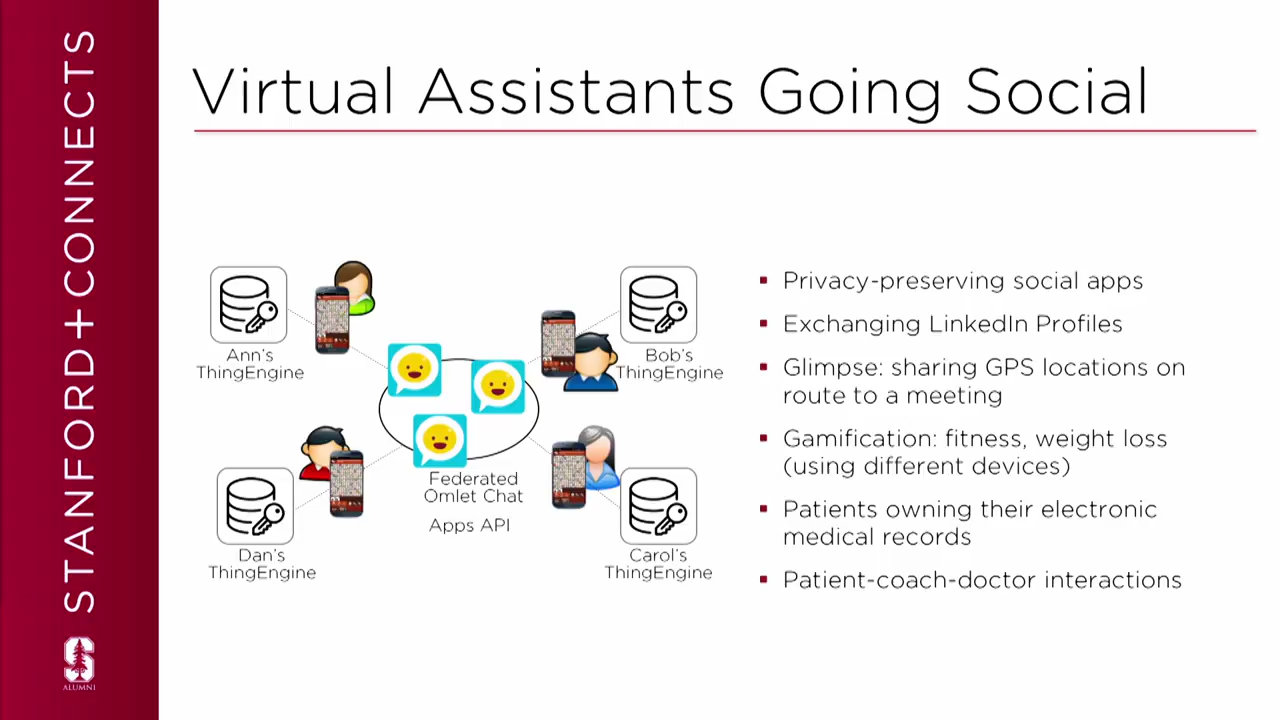 STANFORD+CONNECTS
S
ALUMNI
Virtual Assistants Going Social
Ann's
ThingEngine
Bob's
ThingEngine
Dan's
ThingEngine
Carol's
ThingEngine
Federated
Omlet Chat
Apps API
Privacy-preserving social apps
Exchanging LinkedIn Profiles
Glimpse: sharing GPS locations on
route to a meeting
Gamification: fitness, weight loss
(using different devices)
Patients owning their electronic
medical records
Patient-coach-doctor interactions